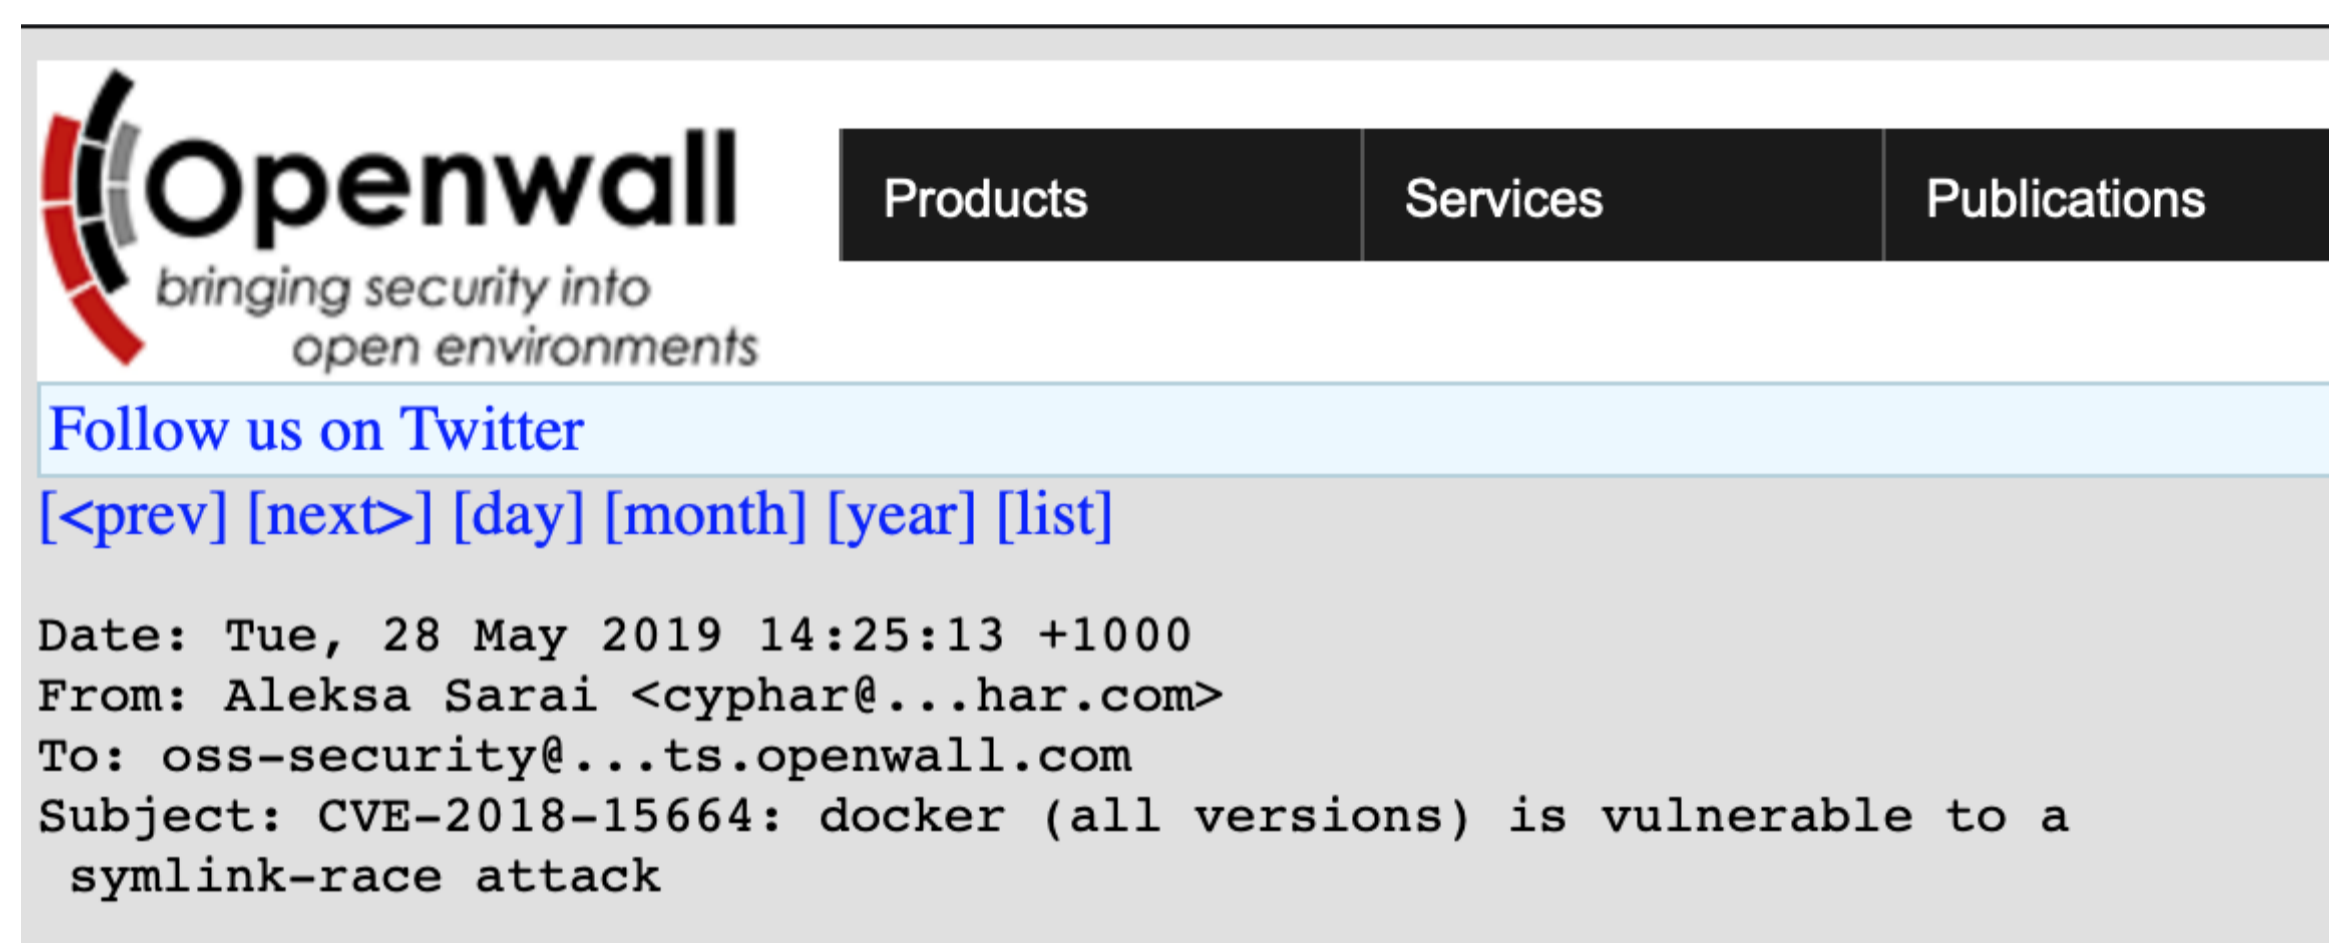 Openwall
bringing security into
open environments
Products Services Publications
Follow us on Twitter
[<prev] [next>] [day] [month] [year] [list]
Date: Tue, 28 May 2019 14:25:13 +1000
From: Aleksa Sarai <cyphar@...har.com>
To: oss-security@...ts.openwall.com
Subject: CVE-2018-15664: docker (all versions) is vulnerable to a
symlink-race attack